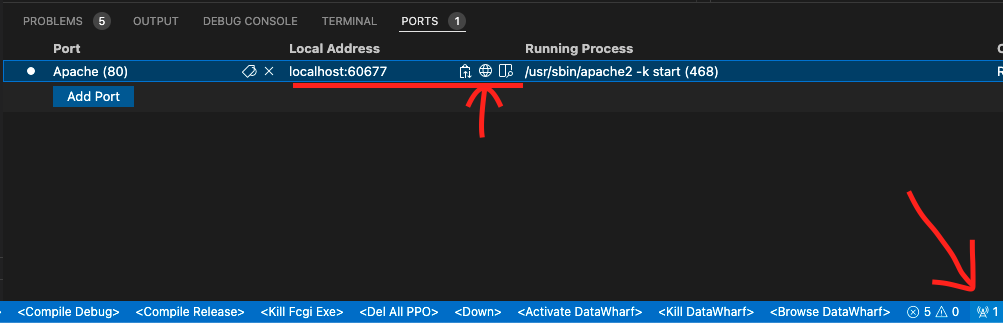 PROBLEMS 5 OUTPUT DEBUG CONSOLE TERMINAL PORTS 1
Port Local Address Running Process
Apache (80) localhost:60677 /usr/sbin/apache2 -k start (468)
Add Port
<Compile Debug> <Compile Release> <Kill Fcgi Exe> <Del All PPO> <Down> <Activate DataWharf> <Kill DataWharf> <Browse DataWharf> 5 0 1